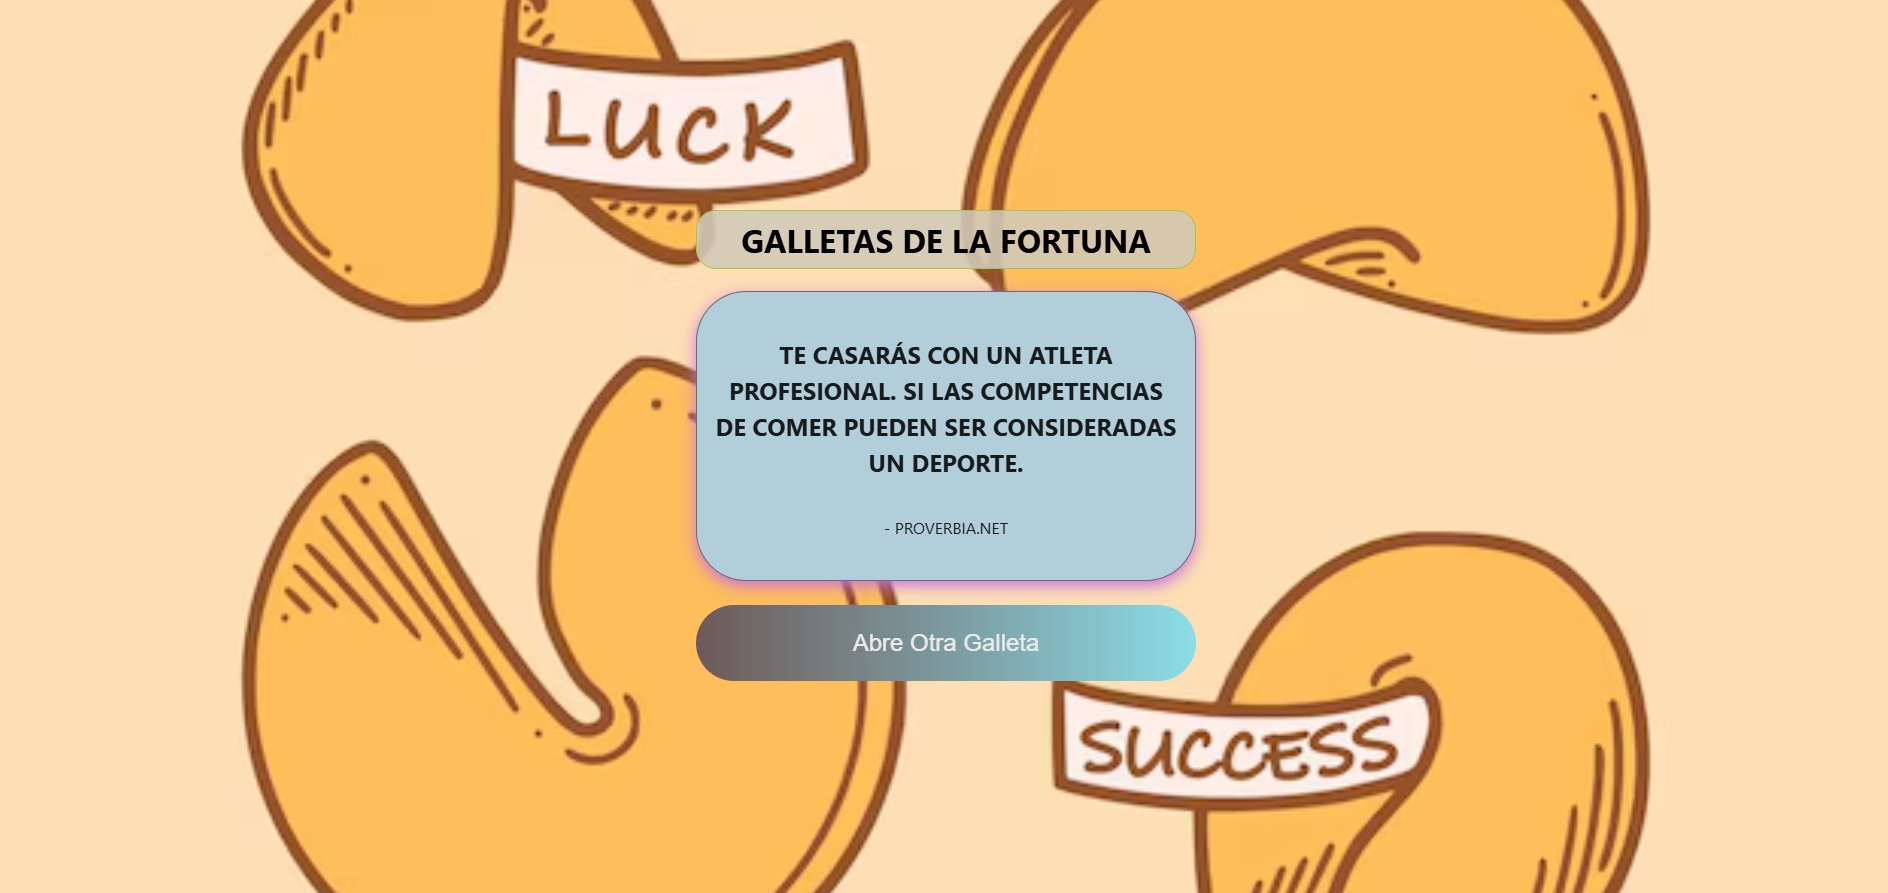 LUCK
GALLETAS DE LA FORTUNA
TE CASARÁS CON UN ATLETA
PROFESIONAL. SI LAS COMPETENCIAS
DE COMER PUEDEN SER CONSIDERADAS
UN DEPORTE.
- PROVERBIA.NET
Abre Otra Galleta
SUCCESS